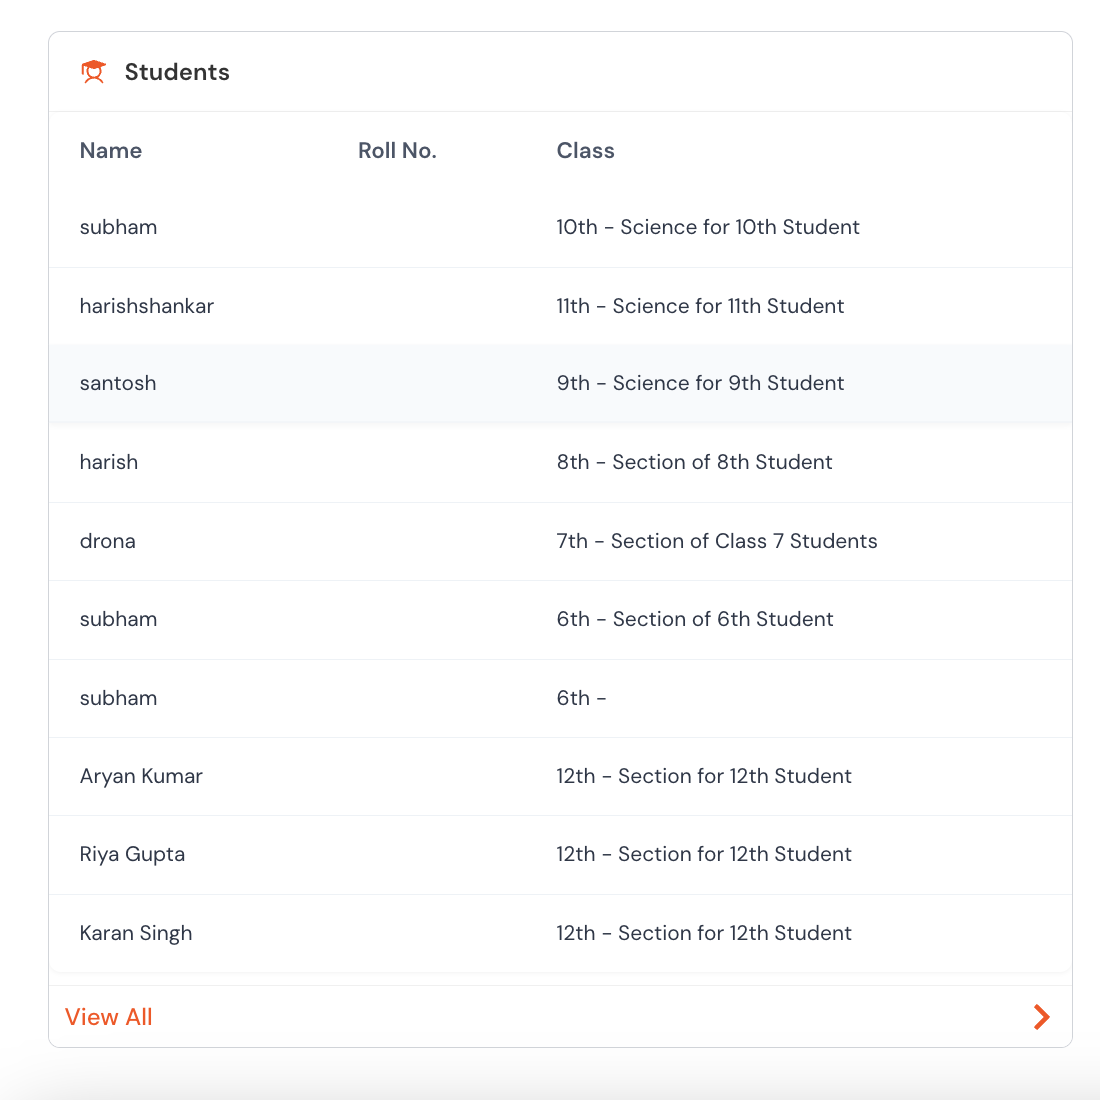 Students
Name Roll No. Class
subham 10th - Science for 10th Student
harishshankar 11th - Science for 11th Student
santosh 9th - Science for 9th Student
harish 8th - Section of 8th Student
drona 7th - Section of Class 7 Students
subham 6th - Section of 6th Student
subham 6th -
Aryan Kumar 12th - Section for 12th Student
Riya Gupta 12th - Section for 12th Student
Karan Singh 12th - Section for 12th Student
View All